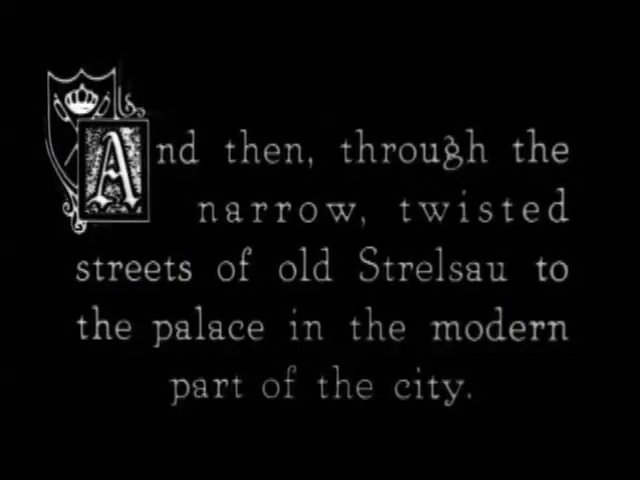 And then, through the
narrow, twisted
streets of old Strelsau to
the palace in the modern
part of the city.